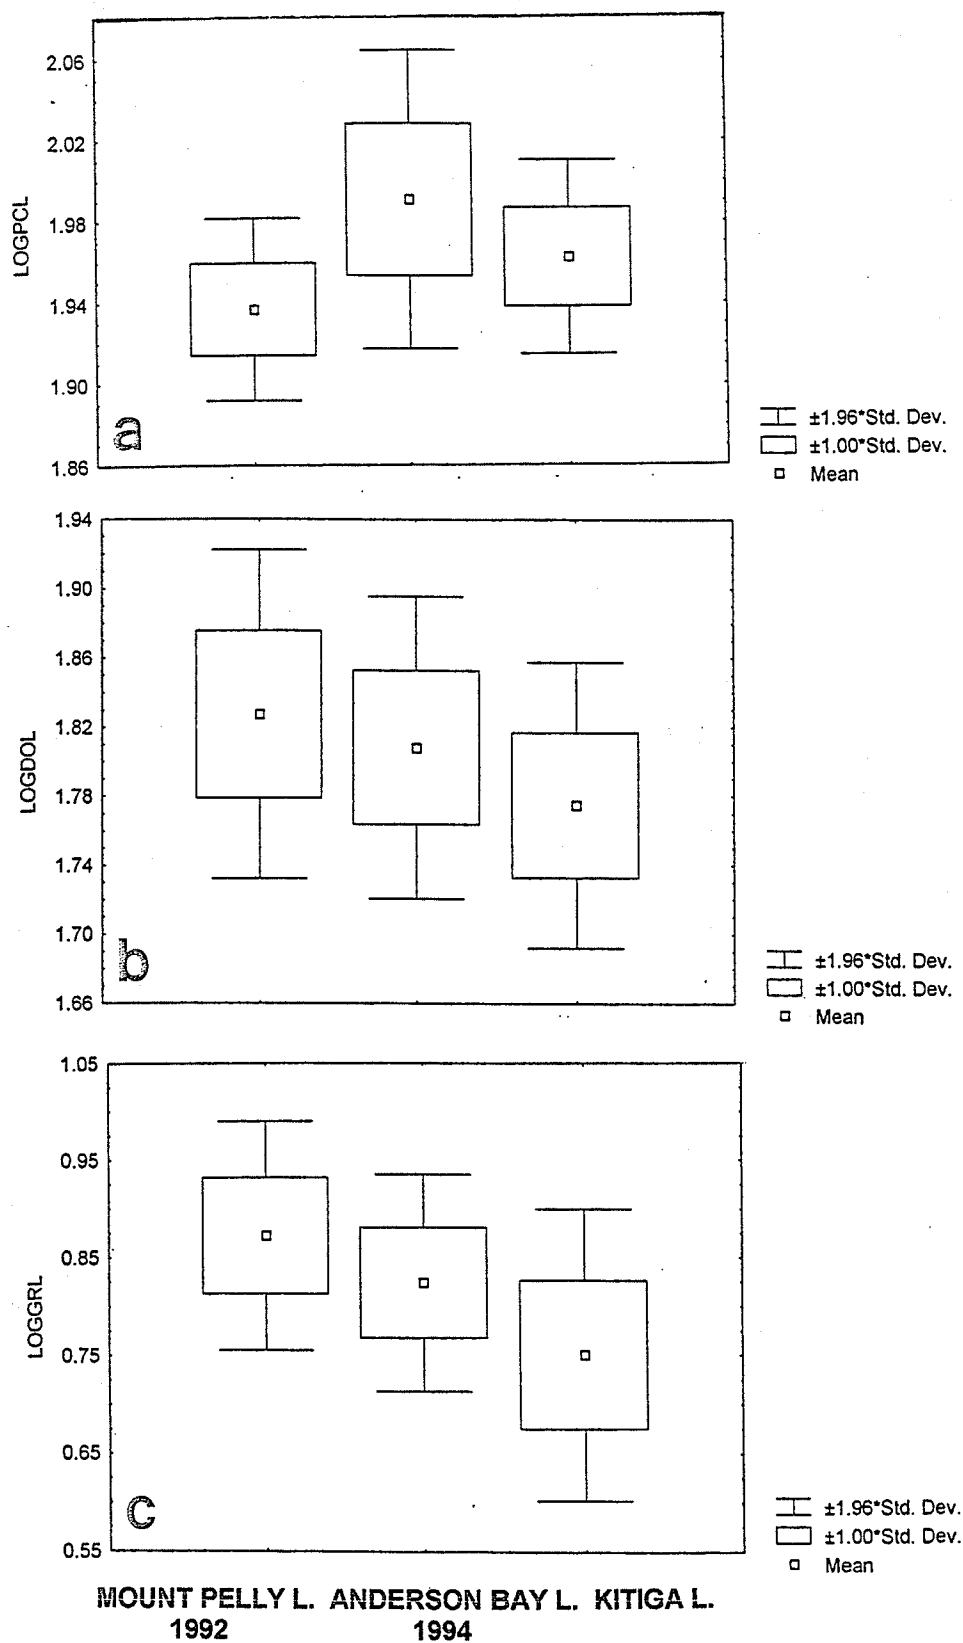 2.06
2.02
1.98
1.94
1.90
1.86
LOGPCL
a
±1.96*Std. Dev.
±1.00*Std. Dev.
Mean
1.94
1.90
1.86
1.82
1.78
1.74
1.70
1.66
LOGDOL
b
±1.96*Std. Dev.
±1.00*Std. Dev.
Mean
1.05
0.95
0.85
0.75
0.65
0.55
LOGGRL
c
±1.96*Std. Dev.
±1.00*Std. Dev.
Mean
MOUNT PELLY L. ANDERSON BAY L. KITIGA L.
1992 1994